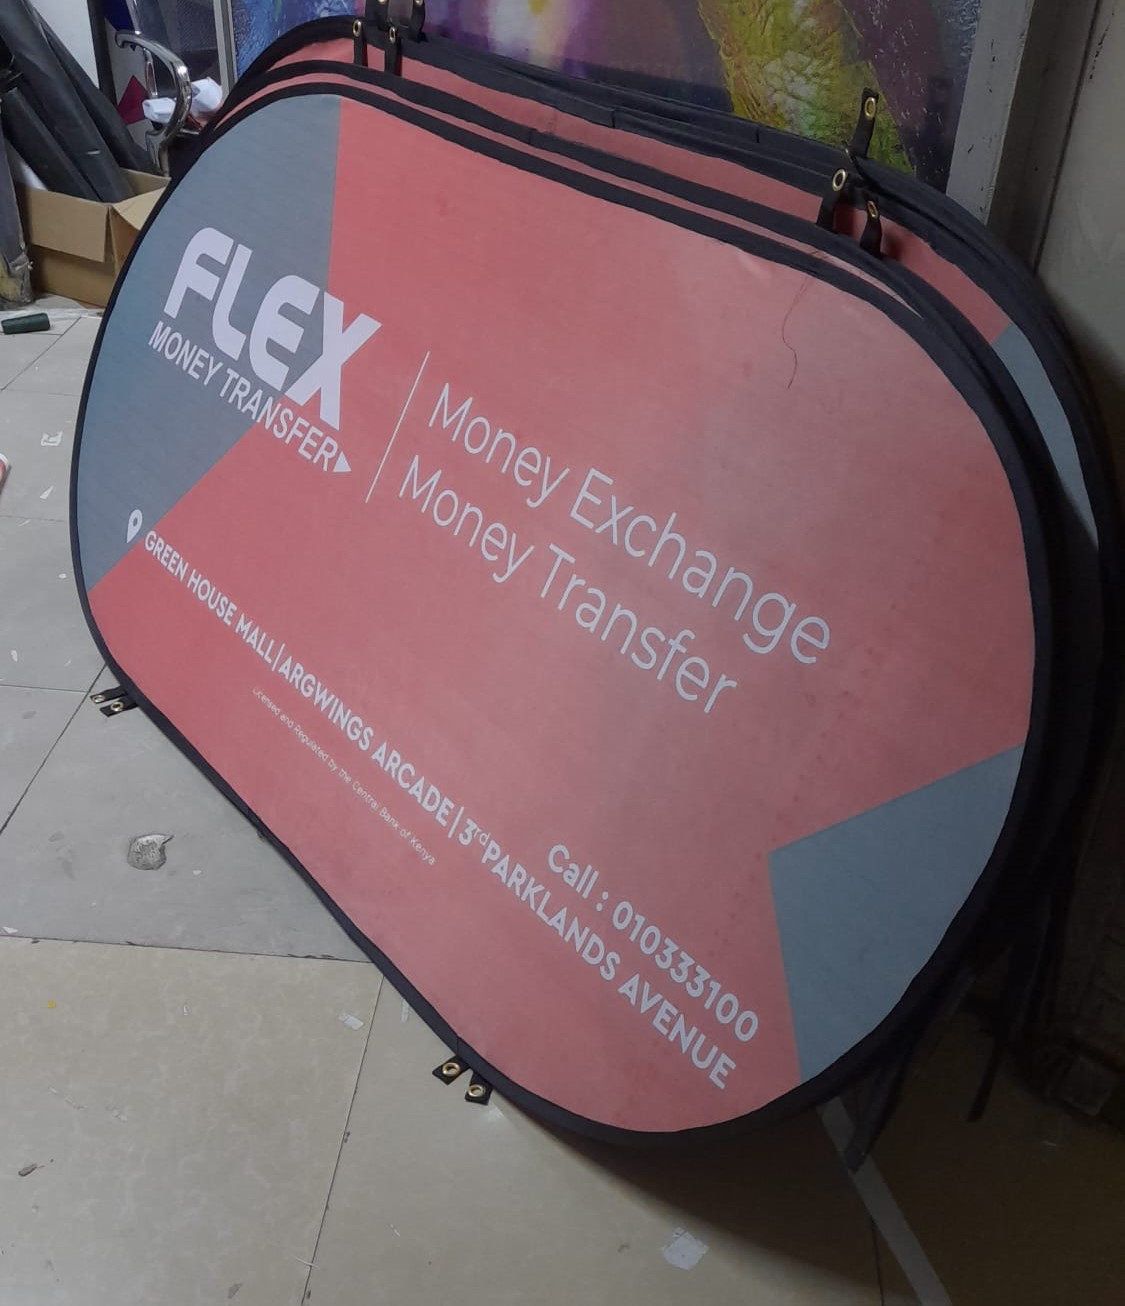 FLEX
MONEY TRANSFER
Money Exchange
Money Transfer
Call : 010333100
GREEN HOUSE MALL|ARGWINGS ARCADE|3rd PARKLANDS AVENUE
Licensed and Regulated by the Central Bank of Kenya